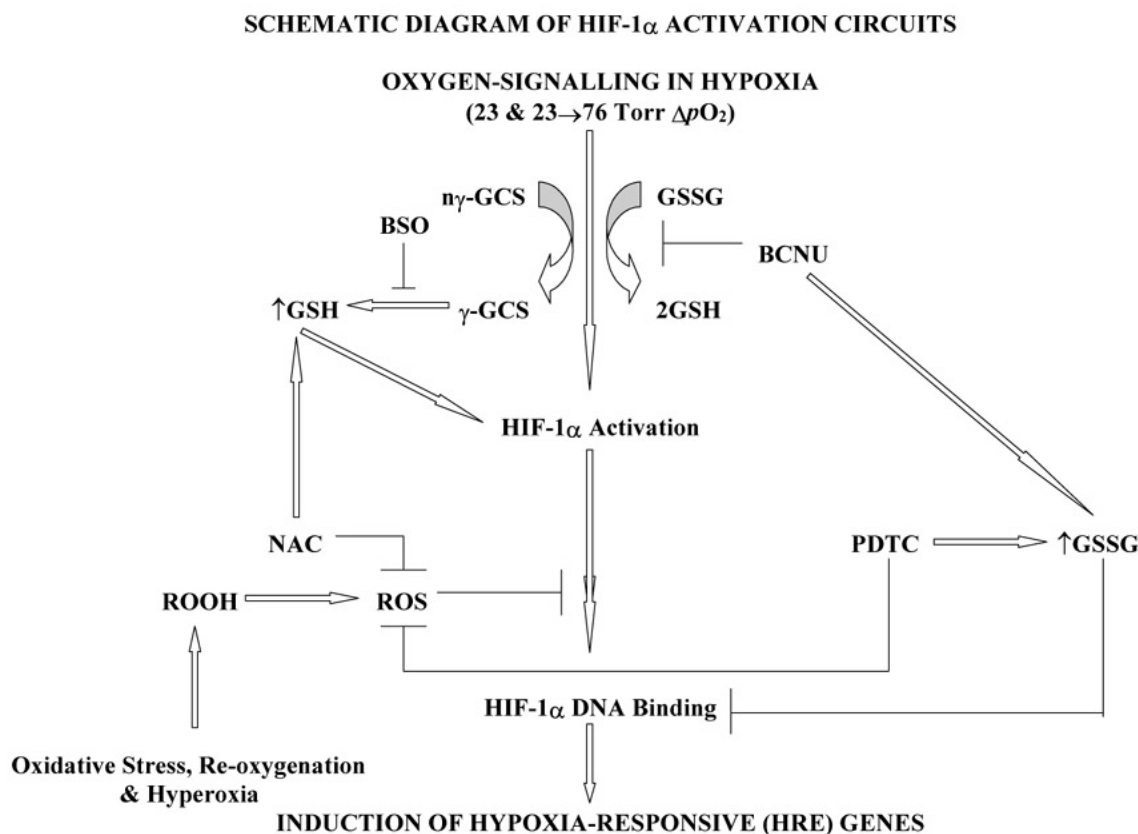 SCHEMATIC DIAGRAM OF HIF-1α ACTIVATION CIRCUITS
OXYGEN-SIGNALLING IN HYPOXIA
(23 & 23→76 Torr ΔpO₂)
nγ-GCS
GSSG
BSO
BCNU
↑GSH
γ-GCS
2GSH
HIF-1α Activation
NAC
PDTC
↑GSSG
ROOH
ROS
HIF-1α DNA Binding
Oxidative Stress, Re-oxygenation
& Hyperoxia
INDUCTION OF HYPOXIA-RESPONSIVE (HRE) GENES